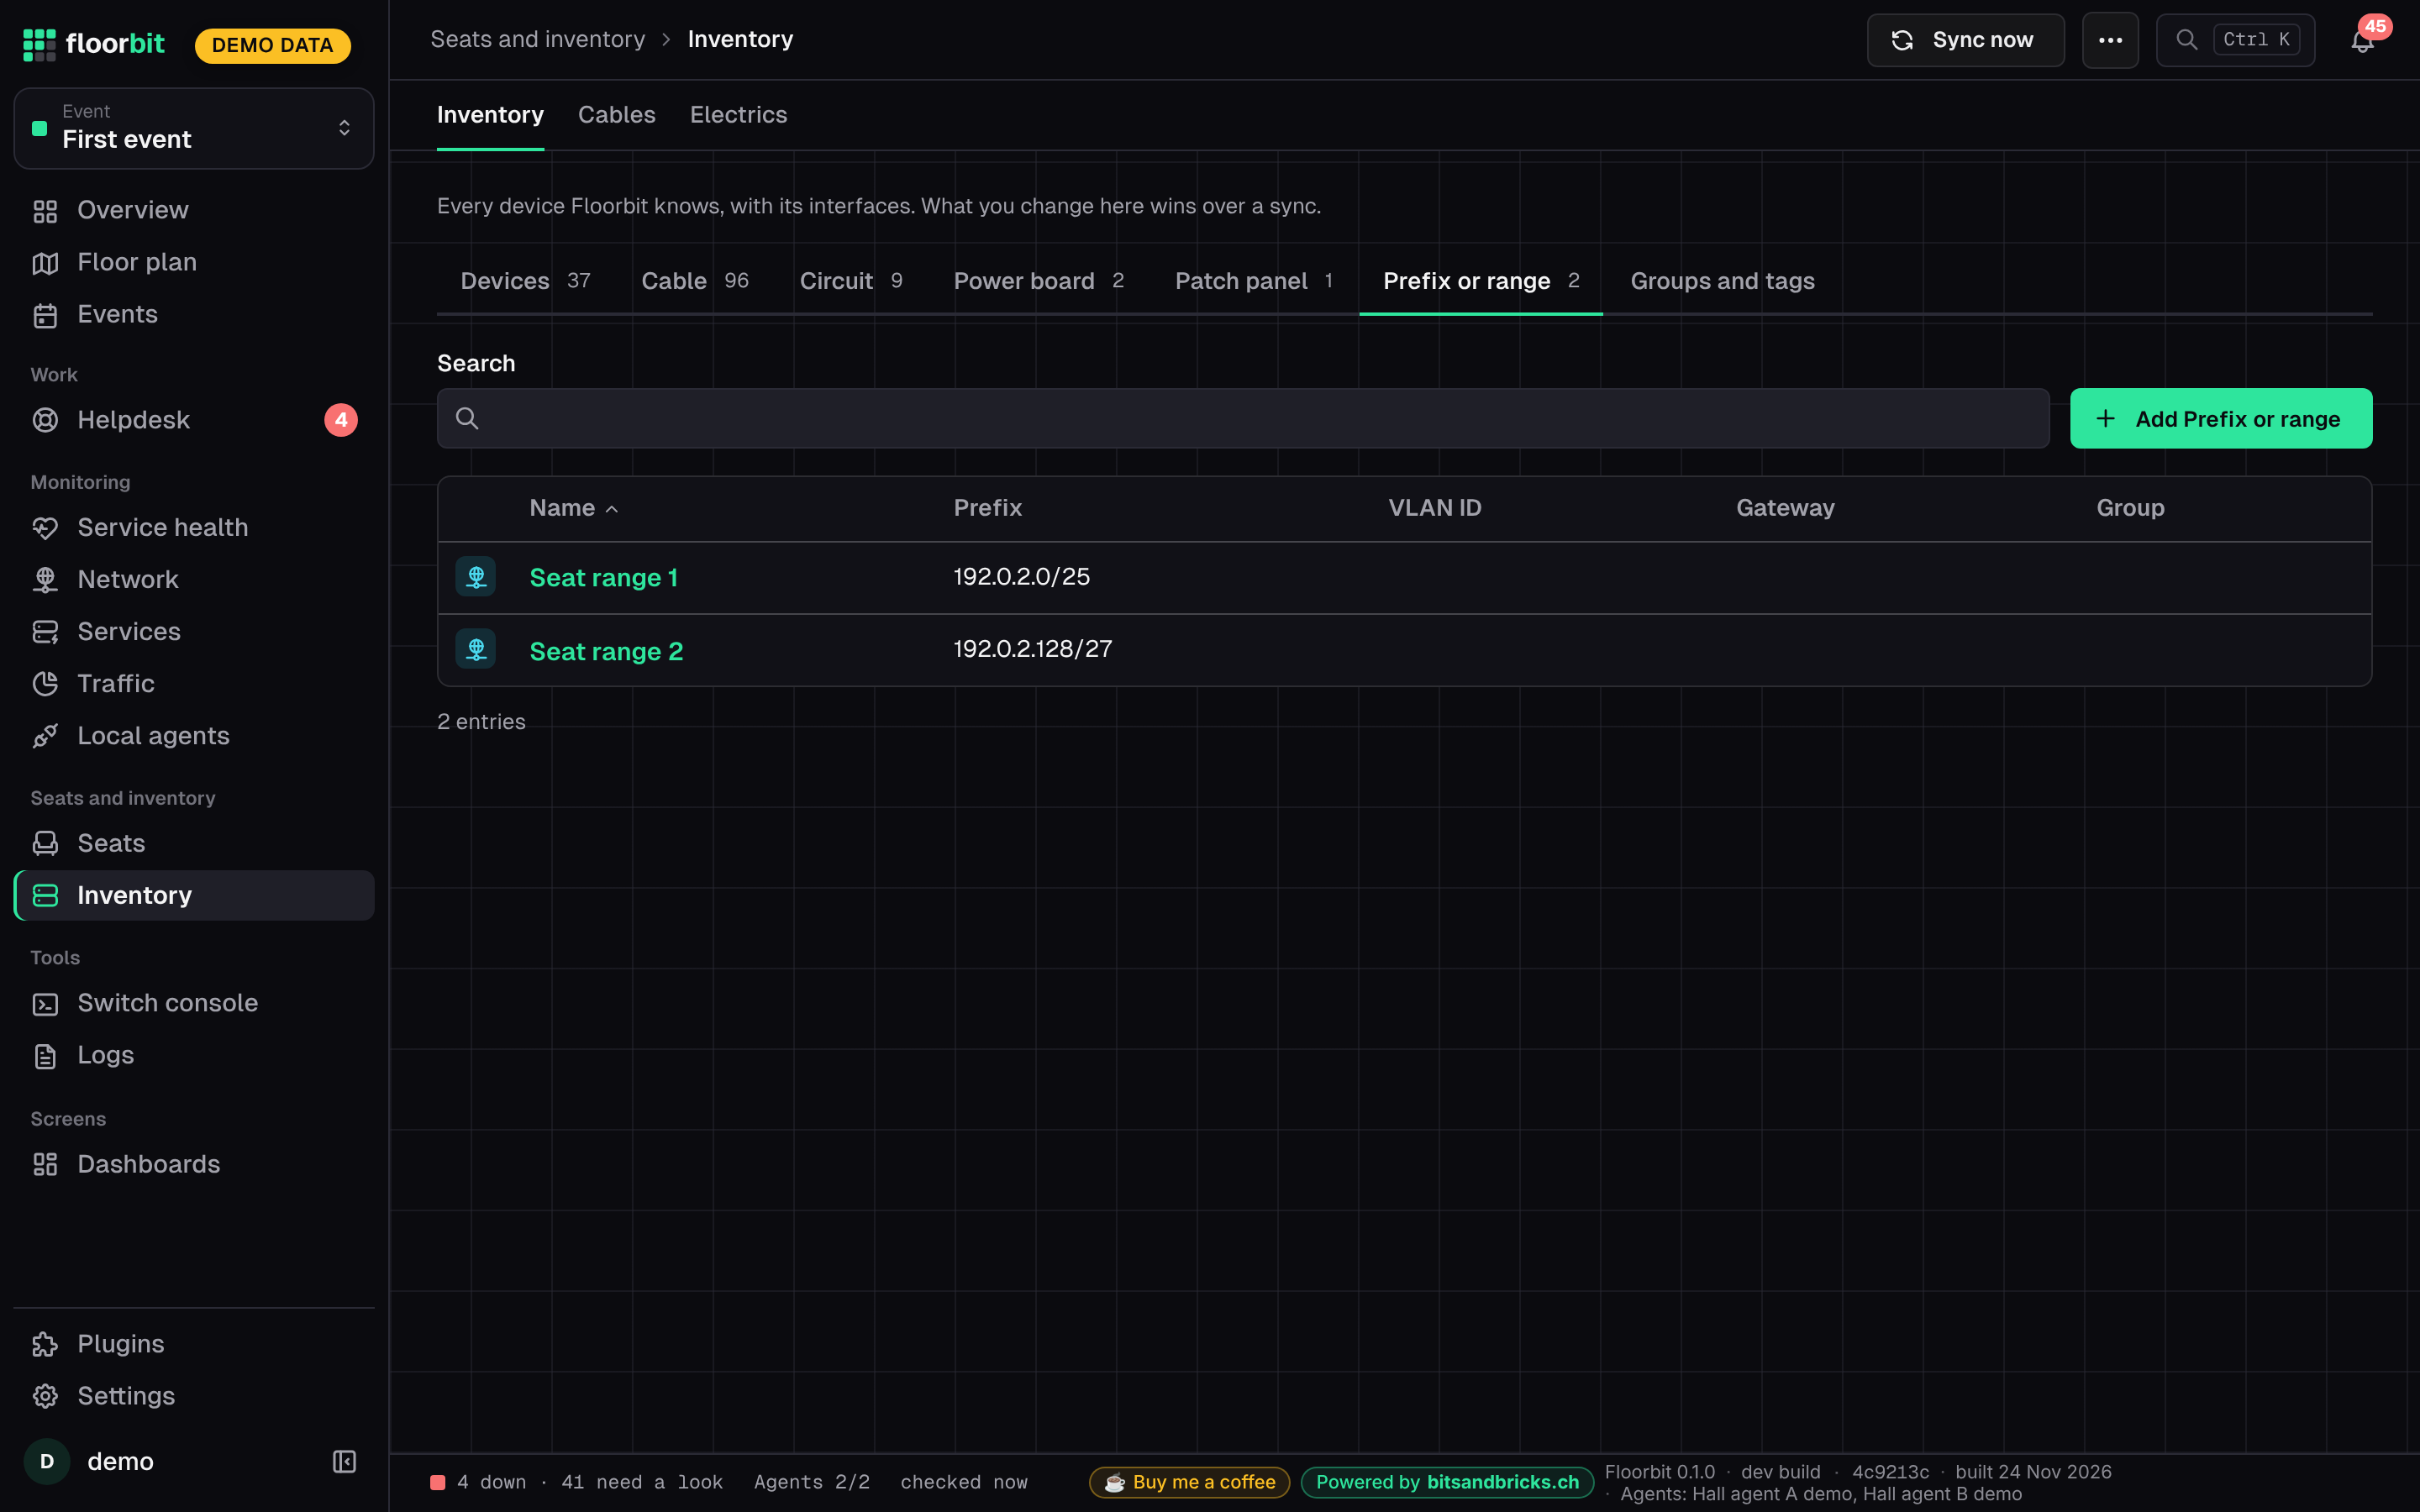 floorbit DEMO DATA
Event
First event
Overview
Floor plan
Events
Work
Helpdesk 4
Monitoring
Service health
Network
Services
Traffic
Local agents
Seats and inventory
Seats
Inventory
Tools
Switch console
Logs
Screens
Dashboards
Plugins
Settings
D demo
Seats and inventory Inventory
Sync now
Ctrl K
45
Inventory Cables Electrics
Every device Floorbit knows, with its interfaces. What you change here wins over a sync.
Devices 37 Cable 96 Circuit 9 Power board 2 Patch panel 1 Prefix or range 2 Groups and tags
Search
Add Prefix or range
Name Prefix VLAN ID Gateway Group
Seat range 1 192.0.2.0/25
Seat range 2 192.0.2.128/27
2 entries
4 down · 41 need a look Agents 2/2 checked now
Buy me a coffee
Powered by bitsandbricks.ch
Floorbit 0.1.0 · dev build · 4c9213c · built 24 Nov 2026
· Agents: Hall agent A demo, Hall agent B demo